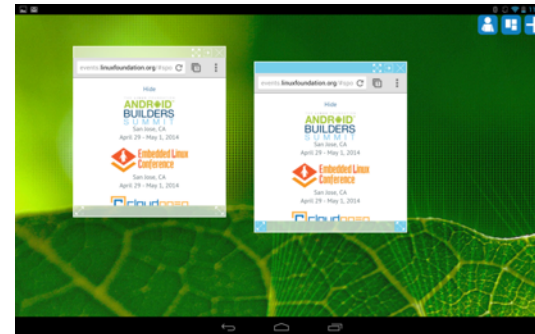 events.linuxfoundation.org
Hide
ANDROID
BUILDERS
SUMMIT
San Jose, CA
April 29 - May 1, 2014
Embedded Linux
Conference
San Jose, CA
April 29 - May 1, 2014
events.linuxfoundation.org
Hide
ANDROID
BUILDERS
SUMMIT
San Jose, CA
April 29 - May 1, 2014
Embedded Linux
Conference
San Jose, CA
April 29 - May 1, 2014